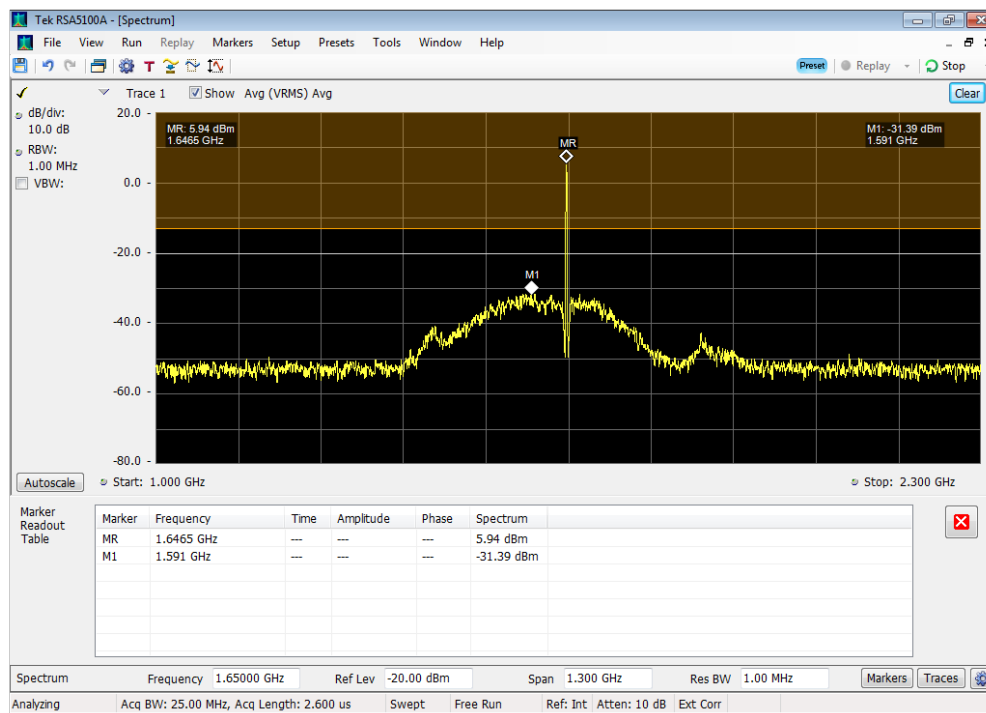 Tek RSA5100A - [Spectrum]
File View Run Replay Markers Setup Presets Tools Window Help
T Preset Replay Stop
Trace 1 Show Avg (VRMS) Avg Clear
dB/div:
10.0 dB
RBW:
1.00 MHz
VBW:
20.0
0.0
-20.0
-40.0
-60.0
-80.0
MR: 5.94 dBm
1.6465 GHz
M1: -31.39 dBm
1.591 GHz
MR
M1
Autoscale Start: 1.000 GHz Stop: 2.300 GHz
Marker
Readout
Table
Marker Frequency Time Amplitude Phase Spectrum
MR 1.6465 GHz --- --- --- 5.94 dBm
M1 1.591 GHz --- --- --- -31.39 dBm
Spectrum Frequency 1.65000 GHz Ref Lev -20.00 dBm Span 1.300 GHz Res BW 1.00 MHz Markers Traces
Analyzing Acq BW: 25.00 MHz, Acq Length: 2.600 us Swept Free Run Ref: Int Atten: 10 dB Ext Corr